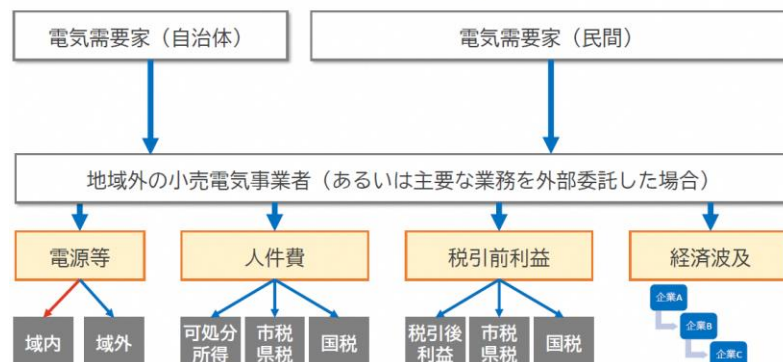 電気需要家（自治体）
電気需要家（民間）
地域外の小売電気事業者（あるいは主要な業務を外部委託した場合）
電源等
人件費
税引前利益
経済波及
域内
域外
可処分
所得
市税
県税
国税
税引後
利益
市税
県税
国税
企業A
企業B
企業C